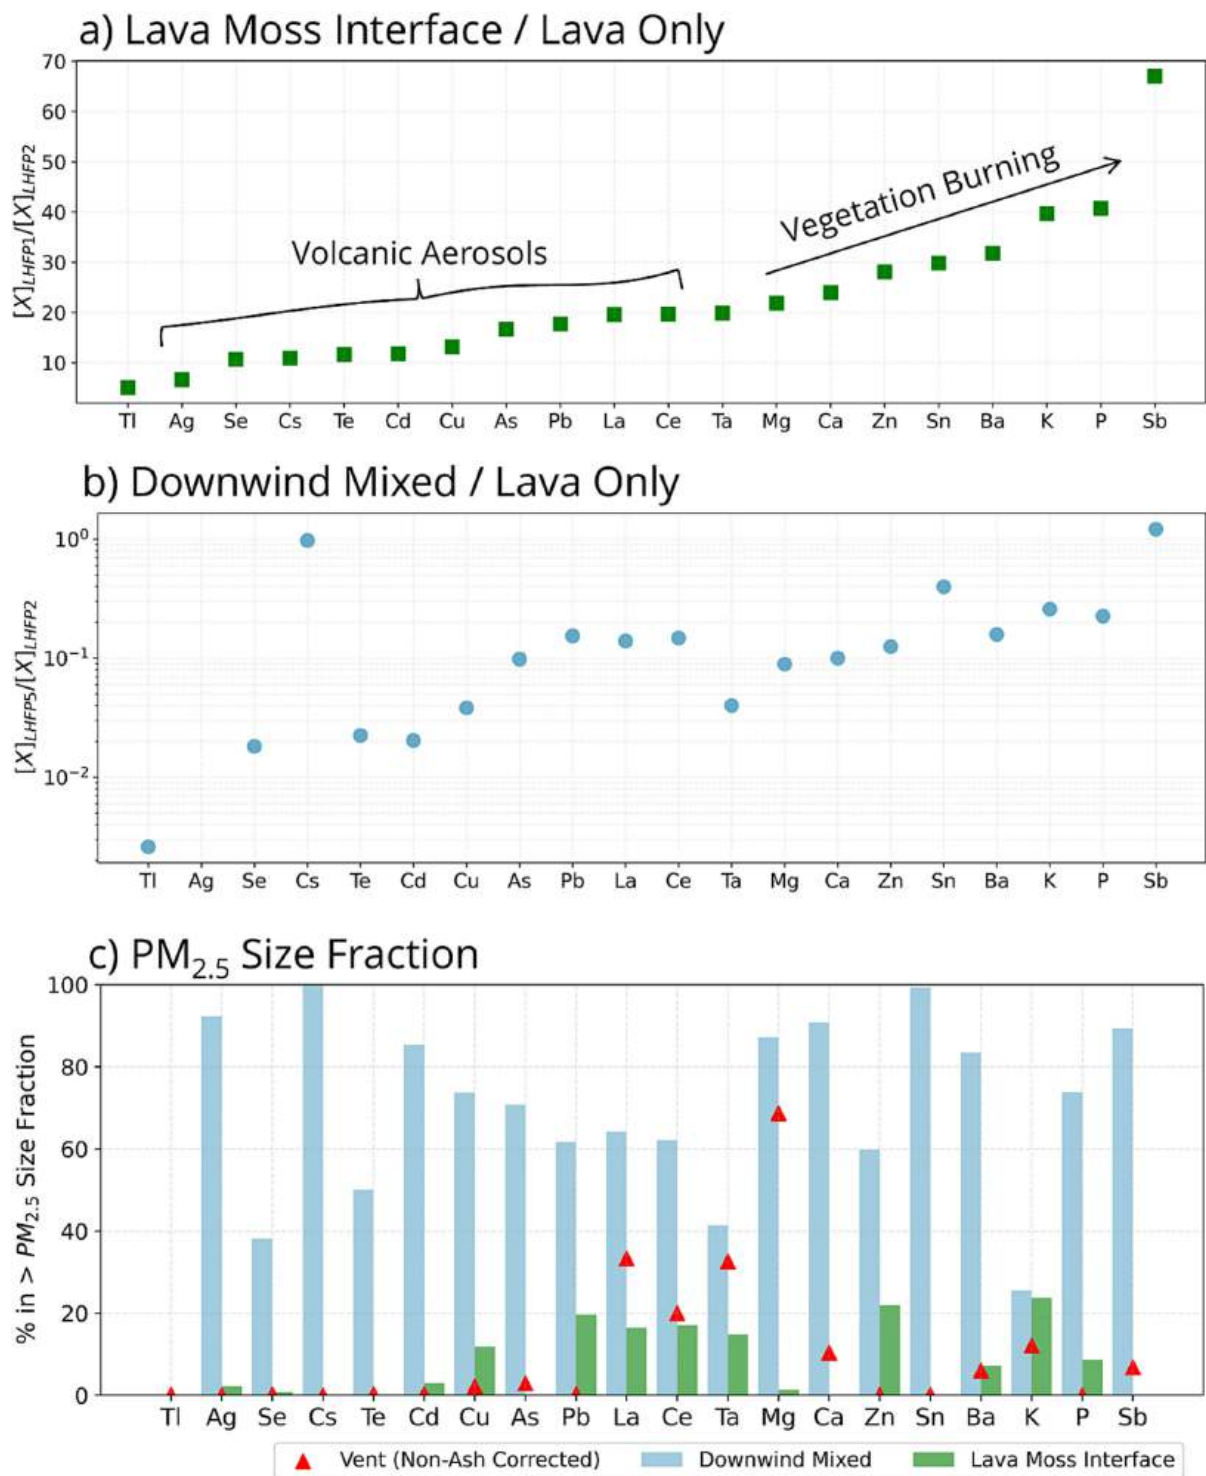 a) Lava Moss Interface / Lava Only
70
60
50
40
30
20
10
[X]LHFP1/[X]LHFP2
Volcanic Aerosols
Vegetation Burning
Tl Ag Se Cs Te Cd Cu As Pb La Ce Ta Mg Ca Zn Sn Ba K P Sb
b) Downwind Mixed / Lava Only
10⁰
10⁻¹
10⁻²
[X]LHFP5/[X]LHFP2
Tl Ag Se Cs Te Cd Cu As Pb La Ce Ta Mg Ca Zn Sn Ba K P Sb
c) PM2.5 Size Fraction
100
80
60
40
20
0
% in > PM2.5 Size Fraction
Tl Ag Se Cs Te Cd Cu As Pb La Ce Ta Mg Ca Zn Sn Ba K P Sb
Vent (Non-Ash Corrected) Downwind Mixed Lava Moss Interface